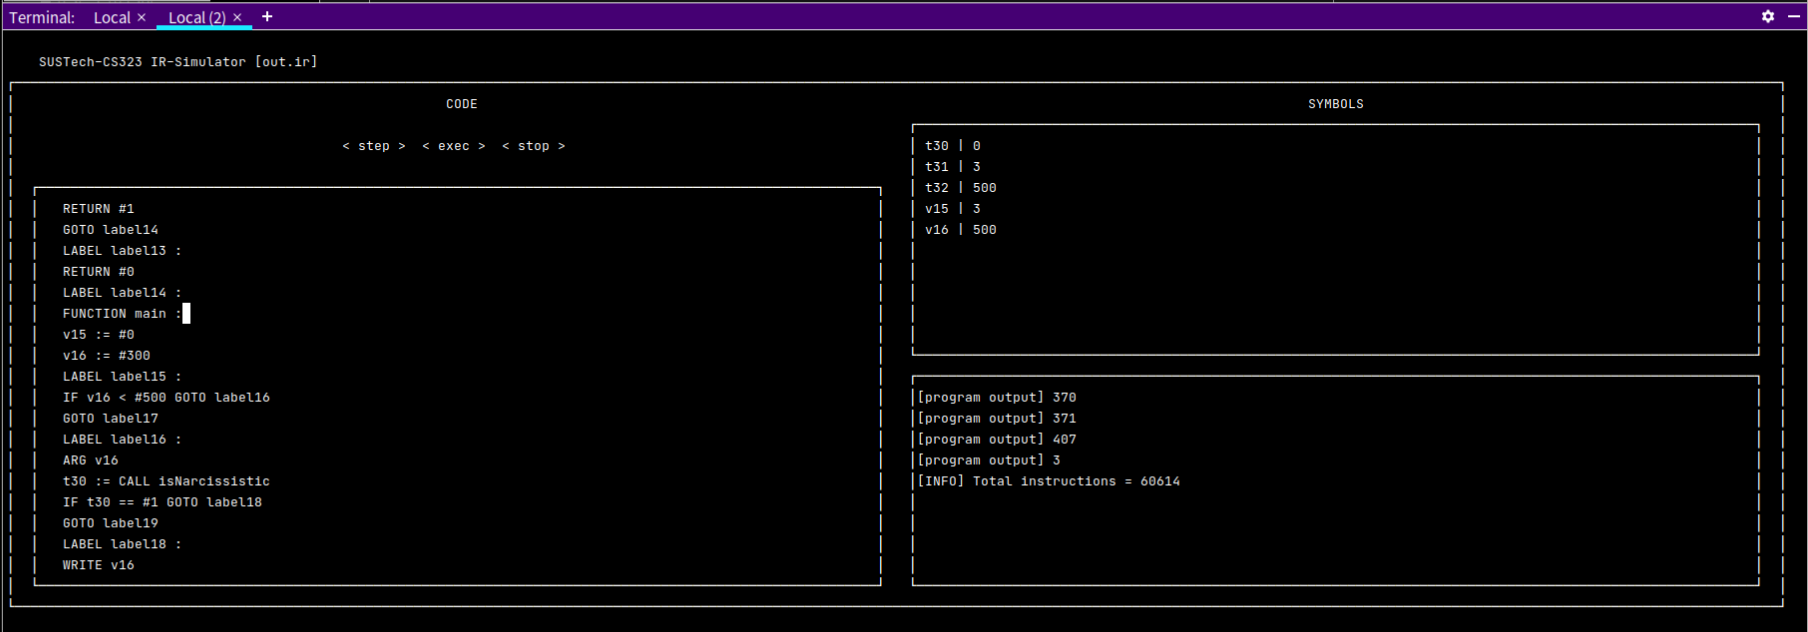 Terminal: Local × Local (2) × +
SUSTech-CS323 IR-Simulator [out.ir]
CODE
< step > < exec > < stop >
RETURN #1
GOTO label14
LABEL label13 :
RETURN #0
LABEL label14 :
FUNCTION main :
v15 := #0
v16 := #300
LABEL label15 :
IF v16 < #500 GOTO label16
GOTO label17
LABEL label16 :
ARG v16
t30 := CALL isNarcissistic
IF t30 == #1 GOTO label18
GOTO label19
LABEL label18 :
WRITE v16
SYMBOLS
t30 | 0
t31 | 3
t32 | 500
v15 | 3
v16 | 500
[program output] 370
[program output] 371
[program output] 407
[program output] 3
[INFO] Total instructions = 60614